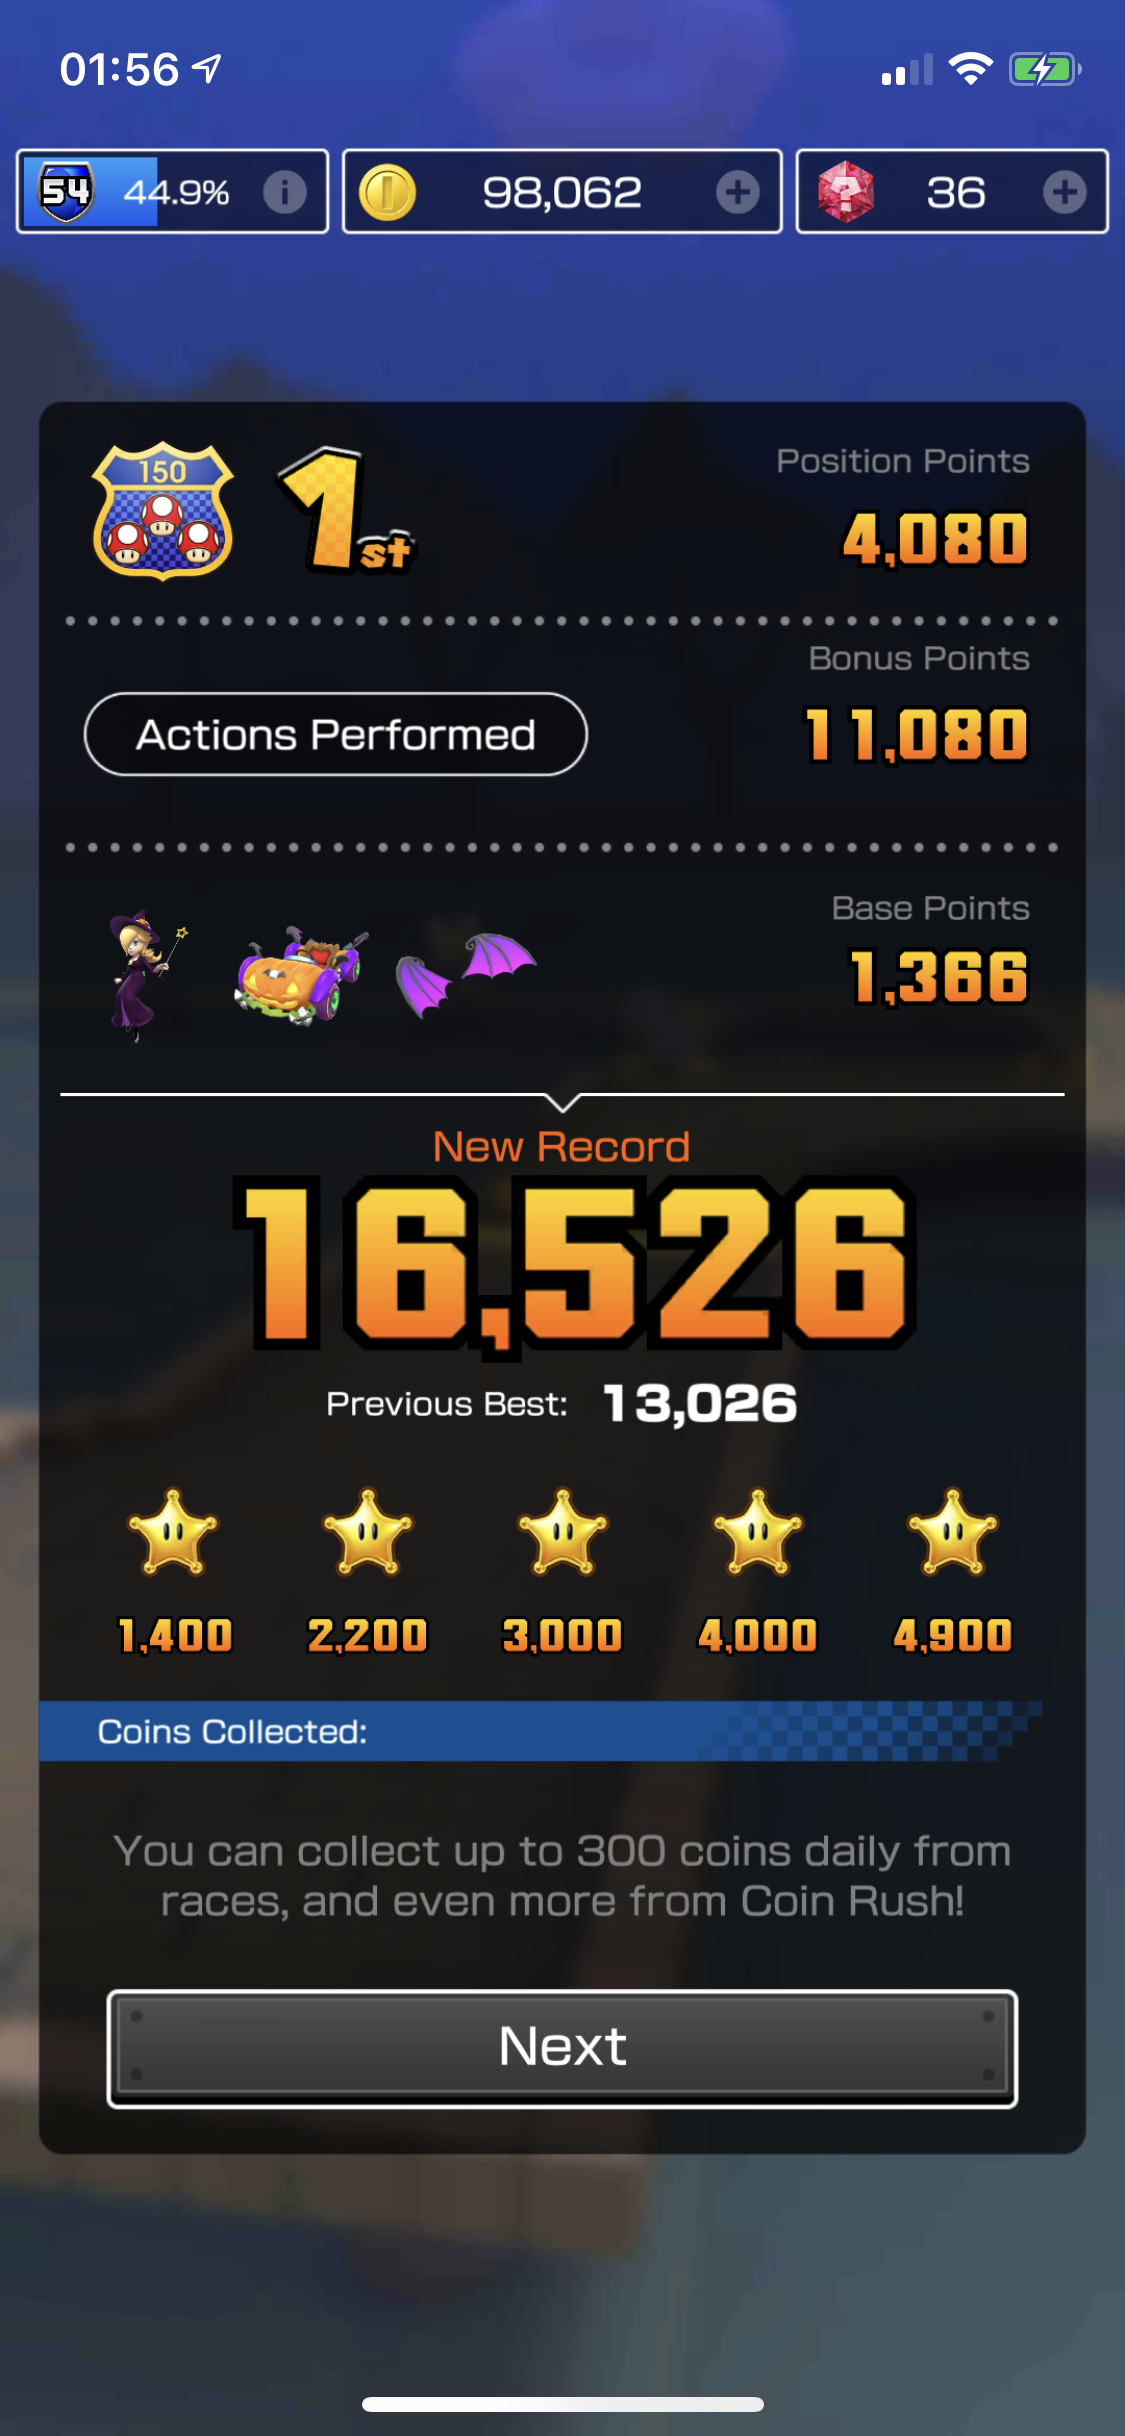 01:56
54 44.9% i 98,062 + ? 36 +
150 1st Position Points
4,080
Bonus Points
Actions Performed 11,080
Base Points
1,366
New Record
16,526
Previous Best: 13,026
1,400 2,200 3,000 4,000 4,900
Coins Collected:
You can collect up to 300 coins daily from
races, and even more from Coin Rush!
Next